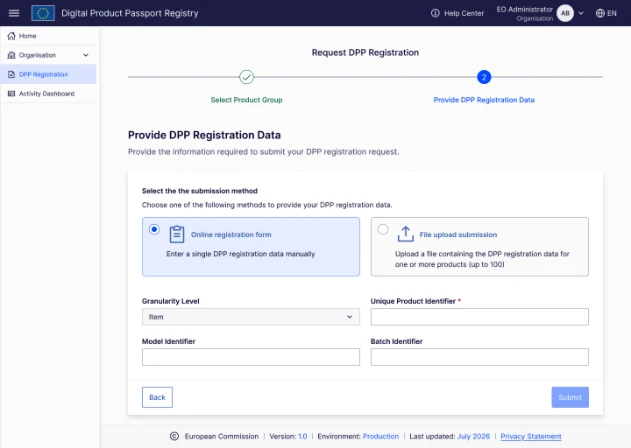 Digital Product Passport Registry
Help Center
EO Administrator
Organisation
AB
EN
Home
Organisation
DPP Registration
Activity Dashboard
Request DPP Registration
2
Select Product Group
Provide DPP Registration Data
Provide DPP Registration Data
Provide the information required to submit your DPP registration request.
Select the the submission method
Choose one of the following methods to provide your DPP registration data.
Online registration form
Enter a single DPP registration data manually
File upload submission
Upload a file containing the DPP registration data for
one or more products (up to 100)
Granularity Level
Item
Unique Product Identifier *
Model Identifier
Batch Identifier
Back
Submit
© European Commission | Version: 1.0 | Environment: Production | Last updated: July 2026 | Privacy Statement